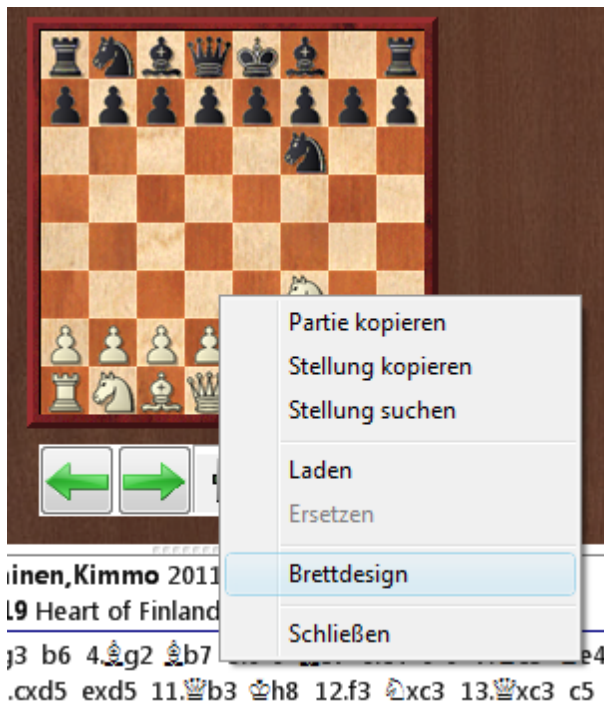 Partie kopieren
Stellung kopieren
Stellung suchen
Laden
Ersetzen
Brettdesign
Schließen
inen,Kimmo 2011
19 Heart of Finland
g3 b6 4.♗g2 ♗b7
.cxd5 exd5 11.♕b3 ♔h8 12.f3 ♘xc3 13.♕xc3 c5